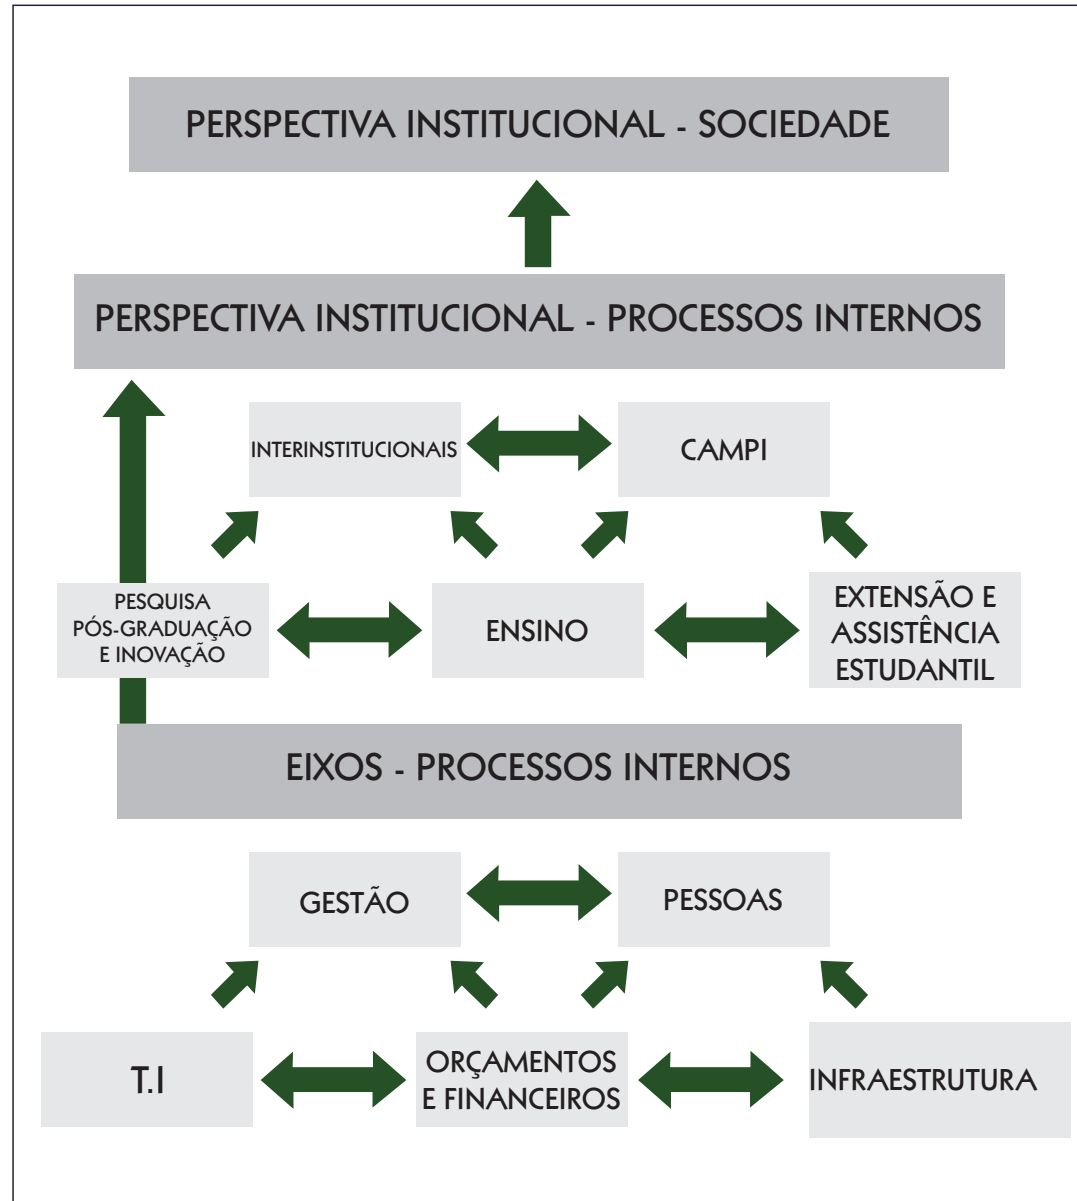 PERSPECTIVA INSTITUCIONAL - SOCIEDADE
PERSPECTIVA INSTITUCIONAL - PROCESSOS INTERNOS
INTERINSTITUCIONAIS
CAMPI
PESQUISA
PÓS-GRADUAÇÃO
E INOVAÇÃO
ENSINO
EXTENSÃO E
ASSISTÊNCIA
ESTUDANTIL
EIXOS - PROCESSOS INTERNOS
GESTÃO
PESSOAS
T.I
ORÇAMENTOS
E FINANCEIROS
INFRAESTRUTURA